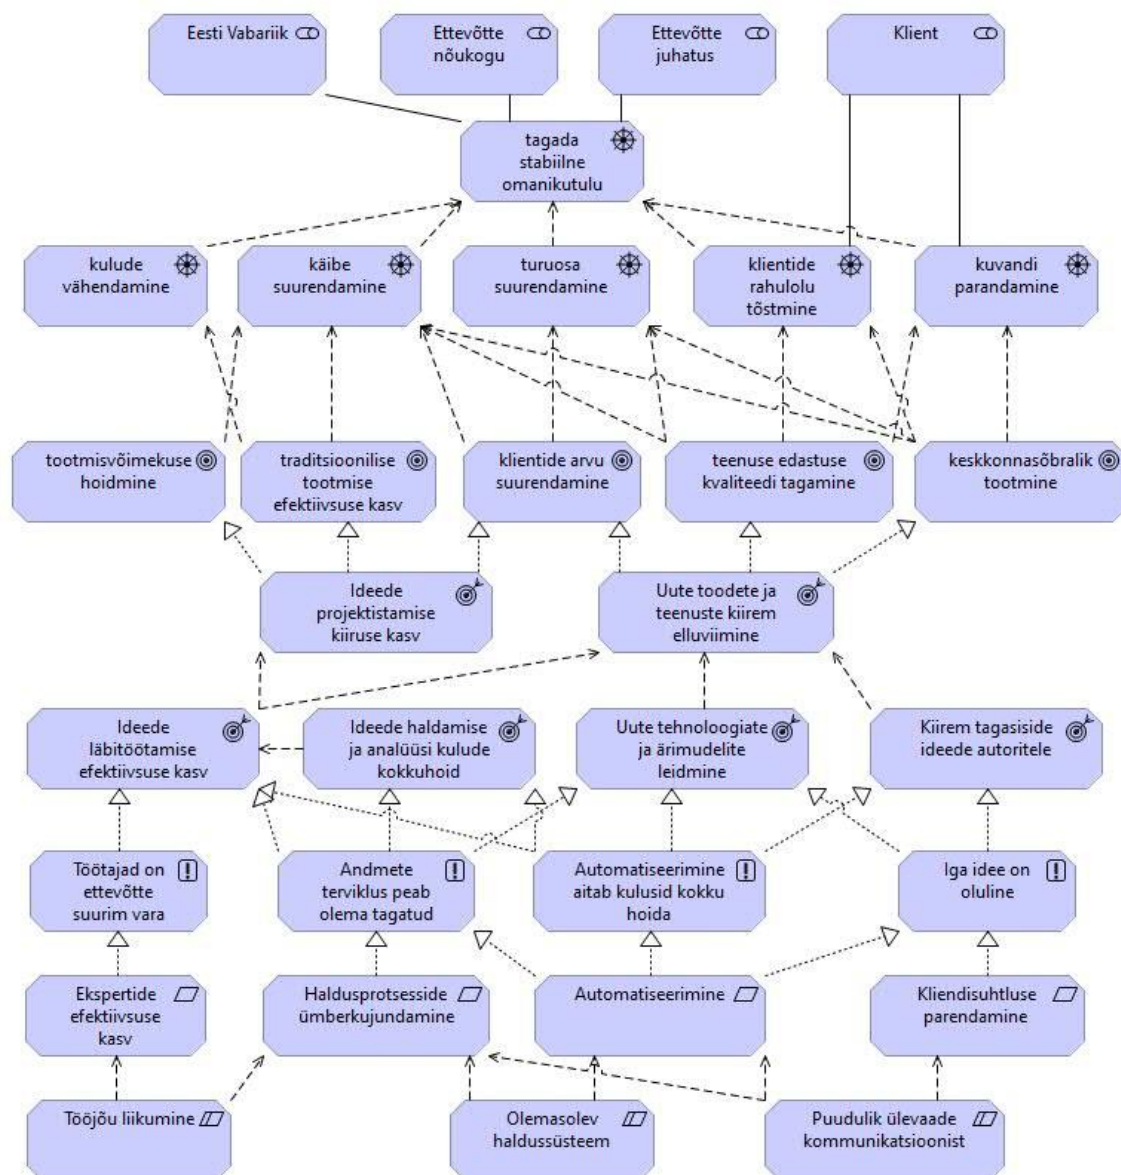 Eesti Vabariik
Ettevõtte
nõukogu
Ettevõtte
juhatus
Klient
tagada
stabiilne
omanikutulu
kulude
vähendamine
käibe
suurendamine
turuosa
suurendamine
klientide
rahulolu
tõstmine
kuvandi
parandamine
tootmisvõimekuse
hoidmine
traditsioonilise
tootmise
efektiivsuse kasv
klientide arvu
suurendamine
teenuse edastuse
kvaliteedi tagamine
keskkonnasõbralik
tootmine
Ideede
projektistamise
kiiruse kasv
Uute toodete ja
teenuste kiirem
elluviimine
Ideede
läbitöötamise
efektiivsuse kasv
Ideede haldamise
ja analüüsi kulude
kokkuhoid
Uute tehnoloogiate
ja ärimudelite
leidmine
Kiirem tagasiside
ideede autoritele
Töötajad on
ettevõtte
suurim vara
Andmete
terviklus peab
olema tagatud
Automatiseerimine
aitab kulusid kokku
hoida
Iga idee on
oluline
Ekspertide
efektiivsuse
kasv
Haldusprotsesside
ümberkujundamine
Automatiseerimine
Kliendisuhtluse
parendamine
Tööjõu liikumine
Olemasolev
haldussüsteem
Puudulik ülevaade
kommunikatsioonist